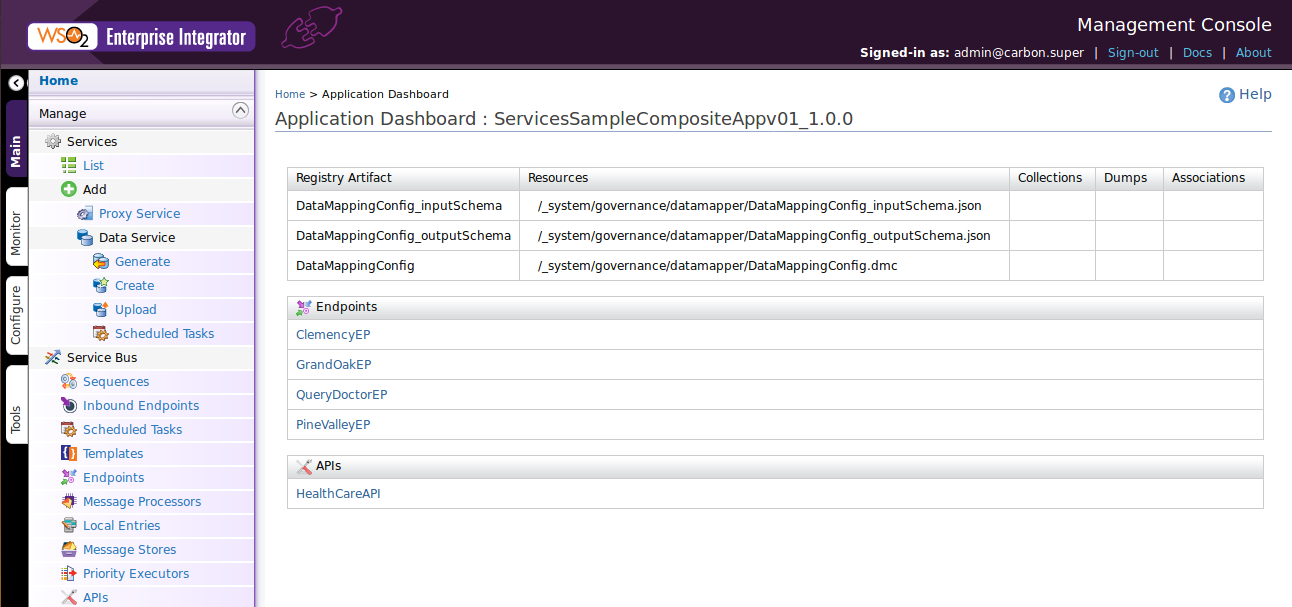 WSO2 Enterprise Integrator
Management Console
Signed-in as: admin@carbon.super | Sign-out | Docs | About
Main
Monitor
Configure
Tools
Home
Manage
Services
List
Add
Proxy Service
Data Service
Generate
Create
Upload
Scheduled Tasks
Service Bus
Sequences
Inbound Endpoints
Scheduled Tasks
Templates
Endpoints
Message Processors
Local Entries
Message Stores
Priority Executors
APIs
Home > Application Dashboard
Help
Application Dashboard : ServicesSampleCompositeAppv01_1.0.0
Registry Artifact Resources Collections Dumps Associations
DataMappingConfig_inputSchema /_system/governance/datamapper/DataMappingConfig_inputSchema.json
DataMappingConfig_outputSchema /_system/governance/datamapper/DataMappingConfig_outputSchema.json
DataMappingConfig /_system/governance/datamapper/DataMappingConfig.dmc
Endpoints
ClemencyEP
GrandOakEP
QueryDoctorEP
PineValleyEP
APIs
HealthCareAPI